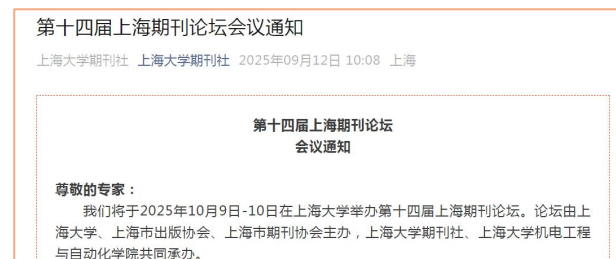 第十四届上海期刊论坛会议通知
上海大学期刊社 上海大学期刊社 2025年09月12日 10:08 上海
第十四届上海期刊论坛
会议通知
尊敬的专家：
我们将于2025年10月9日-10日在上海大学举办第十四届上海期刊论坛。论坛由上
海大学、上海市出版协会、上海市期刊协会主办，上海大学期刊社、上海大学机电工程
与自动化学院共同承办。